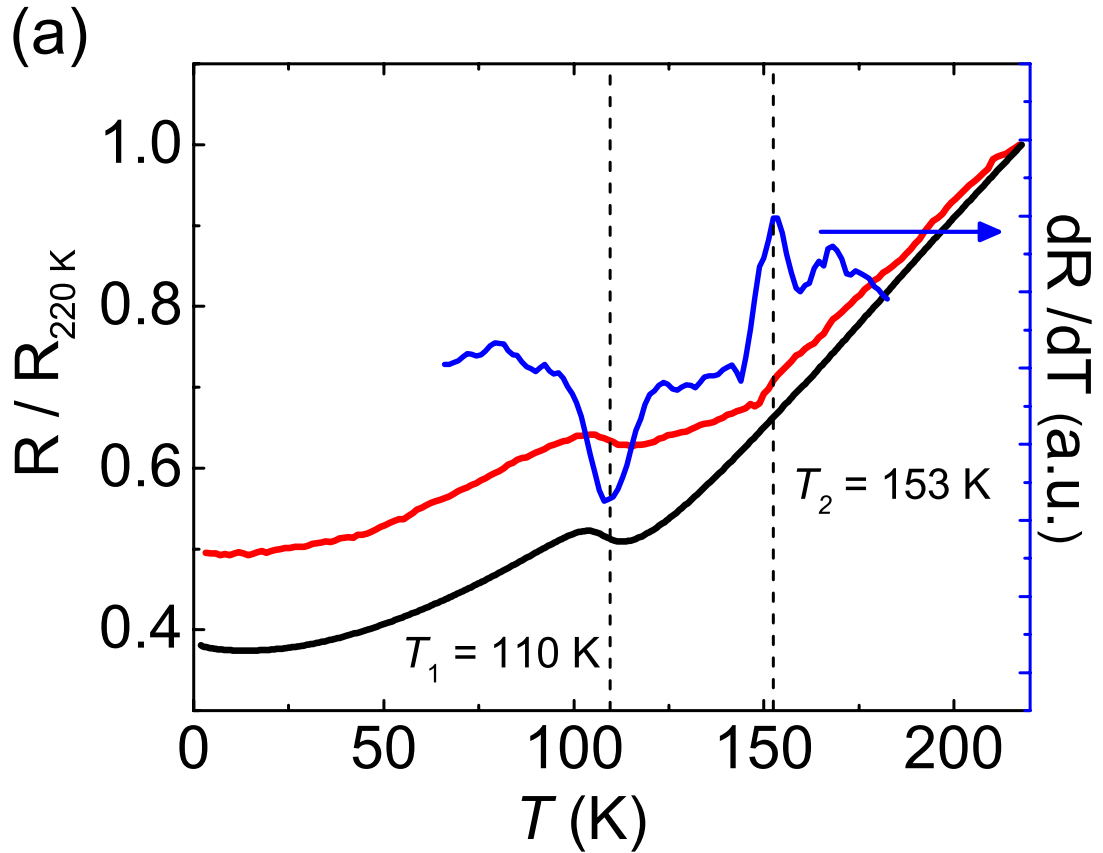 (a)
1.0
0.8
0.6
0.4
R / R220 K
dR /dT (a.u.)
T2 = 153 K
T1 = 110 K
0
50
100
150
200
T (K)